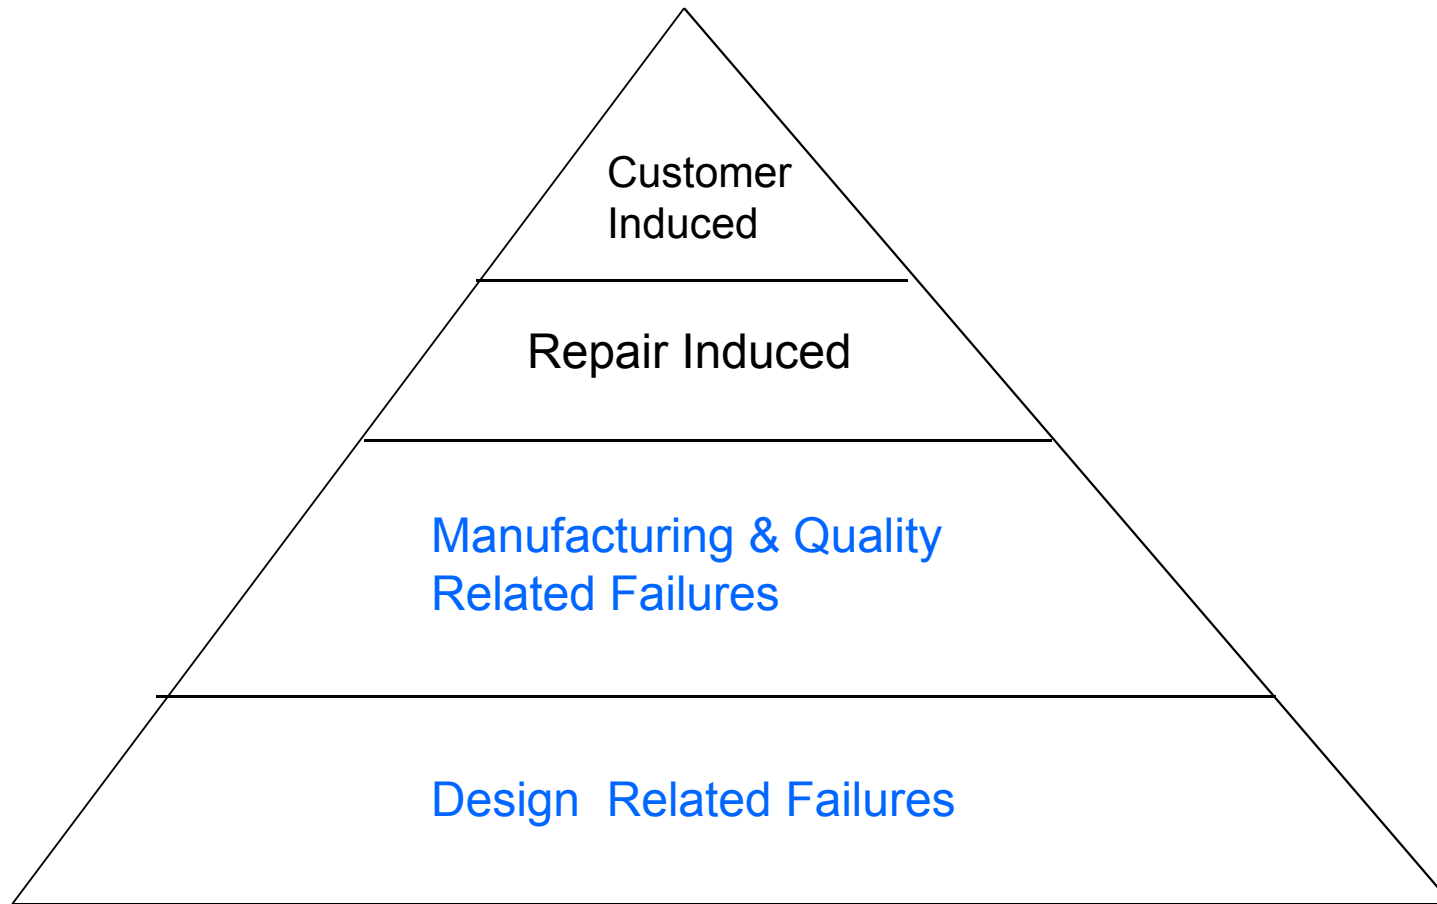 Customer
Induced
Repair Induced
Manufacturing & Quality
Related Failures
Design  Related Failures